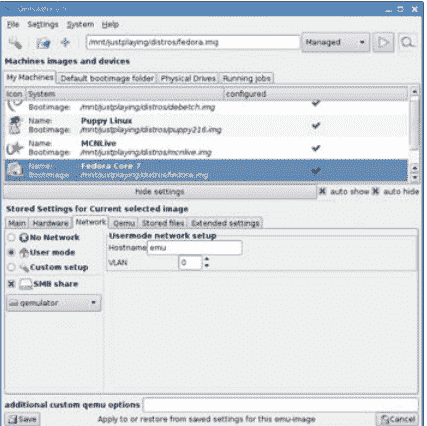 File Settings System Help
/mnt/justplaying/distros/fedora.img Managed
Machines images and devices
My Machines Default bootimage folder Physical Drives Running jobs
Icon System configured
Bootimage: /mnt/justplaying/distros/debetch.img
Name: Puppy Linux
Bootimage: /mnt/justplaying/distros/puppy216.img
Name: MCNLive
Bootimage: /mnt/justplaying/distros/mcnlive.img
Name: Fedora Core 7
Bootimage: /mnt/justplaying/distros/fedora.img
hide settings auto show auto hide
Stored Settings for Current selected image
Main Hardware Network Qemu Stored files Extended settings
No Network
User mode
Custom setup
SMB share
qemulator
Usermode network setup
Hostname emu
VLAN 0
additional custom qemu options
Save Apply to or restore from saved settings for this emu-image Cancel